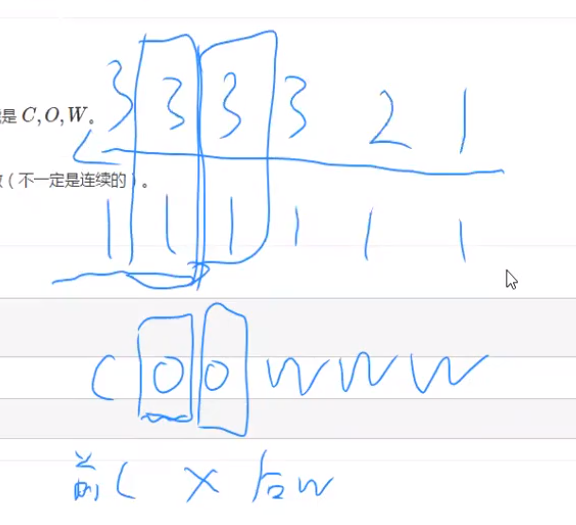 3 3 3 3 2 1
是 C, O, W。
(不一定是连续的)。
1 1 1 1 1 1
C O O W W W
前C X 后W